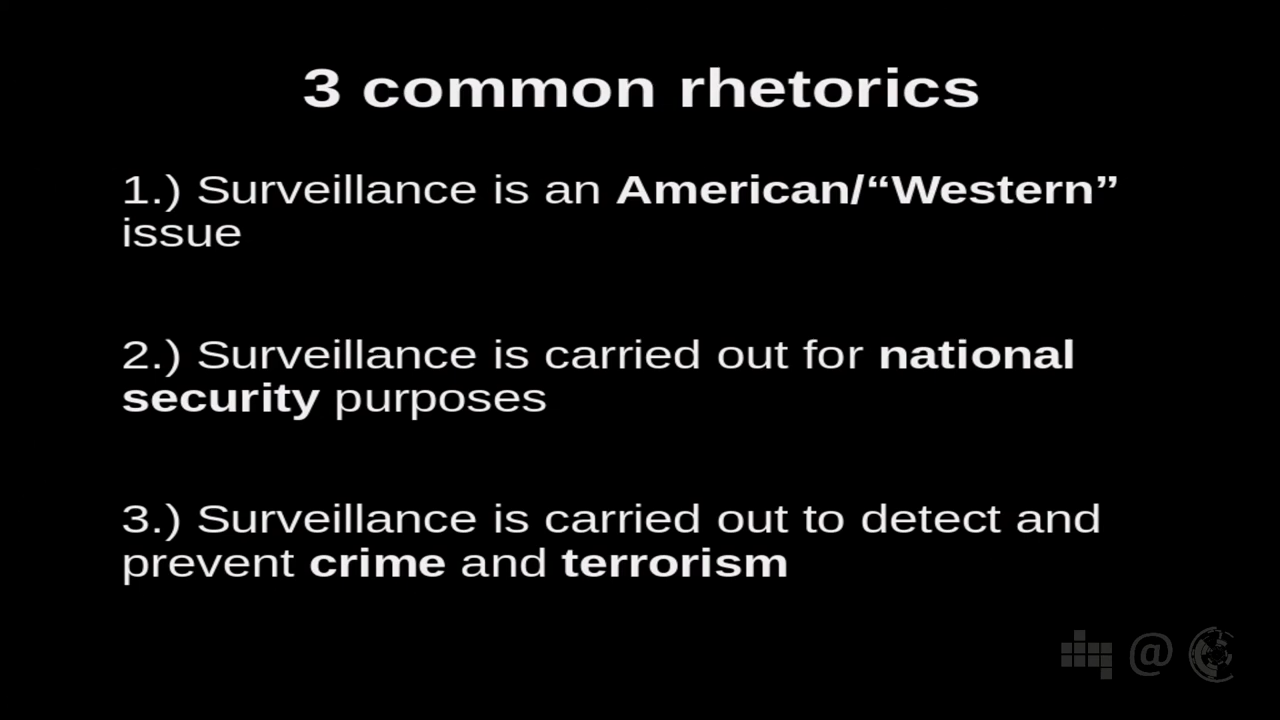 3 common rhetorics
1.) Surveillance is an American/“Western”
issue
2.) Surveillance is carried out for national
security purposes
3.) Surveillance is carried out to detect and
prevent crime and terrorism
@